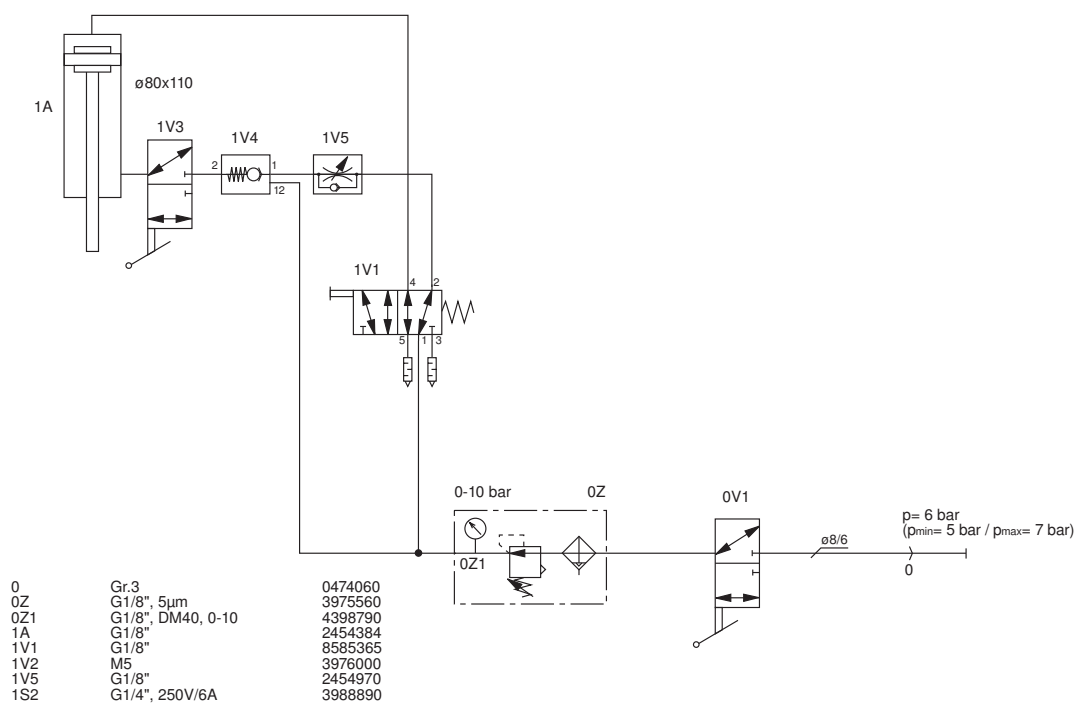 ø80x110
1A
1V3
1V4
1V5
2
1
12
1V1
4
2
5
1
3
0-10 bar
0Z
0V1
p= 6 bar
(pmin= 5 bar / pmax= 7 bar)
ø8/6
0
0Z1
0 Gr.3 0474060
0Z G1/8", 5µm 3975560
0Z1 G1/8", DM40, 0-10 4398790
1A G1/8" 2454384
1V1 G1/8" 8585365
1V2 M5 3976000
1V5 G1/8" 2454970
1S2 G1/4", 250V/6A 3988890